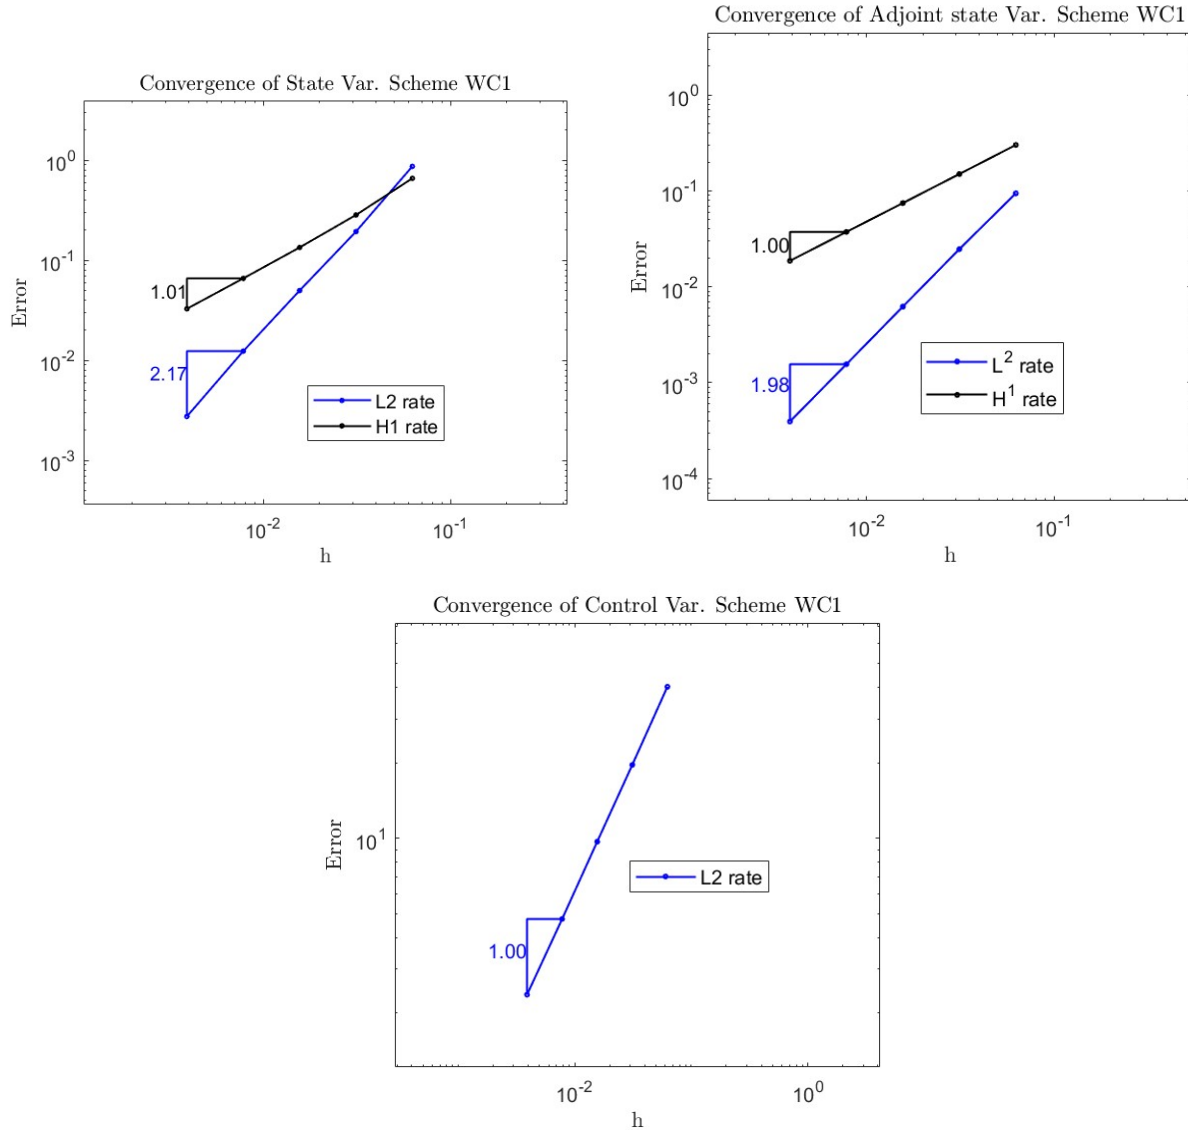 Convergence of State Var. Scheme WC1
Error
10^0
10^-1
10^-2
10^-3
1.01
2.17
L2 rate
H1 rate
10^-2
10^-1
h
Convergence of Adjoint state Var. Scheme WC1
Error
10^0
10^-1
10^-2
10^-3
10^-4
1.00
1.98
L^2 rate
H^1 rate
10^-2
10^-1
h
Convergence of Control Var. Scheme WC1
Error
10^1
1.00
L2 rate
10^-2
10^0
h